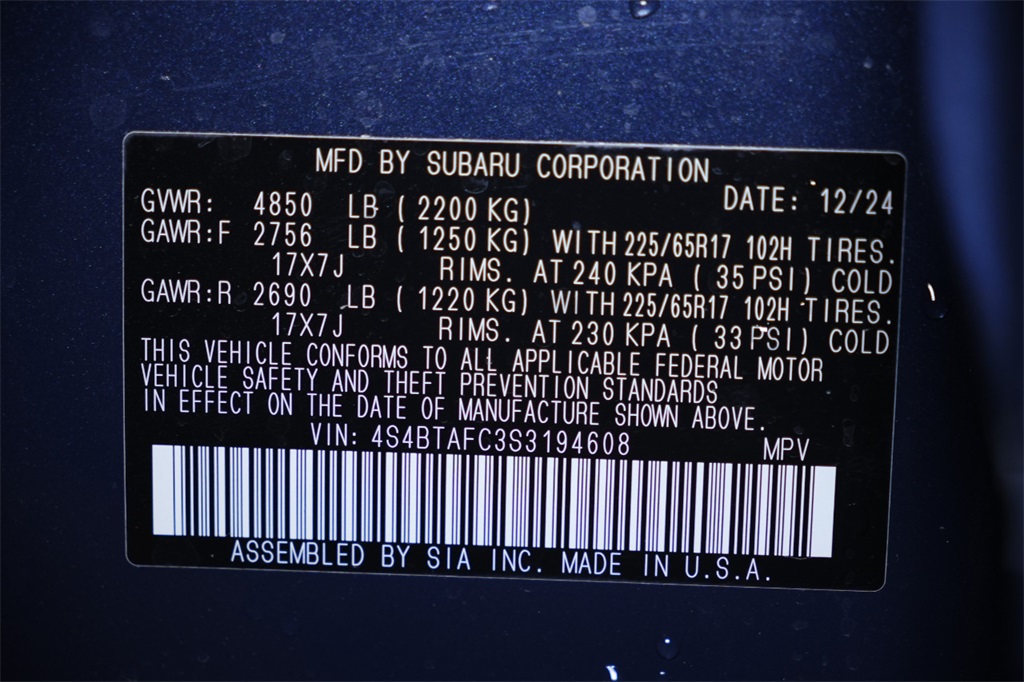 MFD BY SUBARU CORPORATION
DATE: 12/24
GVWR: 4850 LB ( 2200 KG)
GAWR:F 2756 LB ( 1250 KG) WITH 225/65R17 102H TIRES.
17X7J RIMS. AT 240 KPA ( 35 PSI) COLD
GAWR:R 2690 LB ( 1220 KG) WITH 225/65R17 102H TIRES.
17X7J RIMS. AT 230 KPA ( 33 PSI) COLD
THIS VEHICLE CONFORMS TO ALL APPLICABLE FEDERAL MOTOR
VEHICLE SAFETY AND THEFT PREVENTION STANDARDS
IN EFFECT ON THE DATE OF MANUFACTURE SHOWN ABOVE.
VIN: 4S4BTAFC3S3194608 MPV
ASSEMBLED BY SIA INC. MADE IN U.S.A.